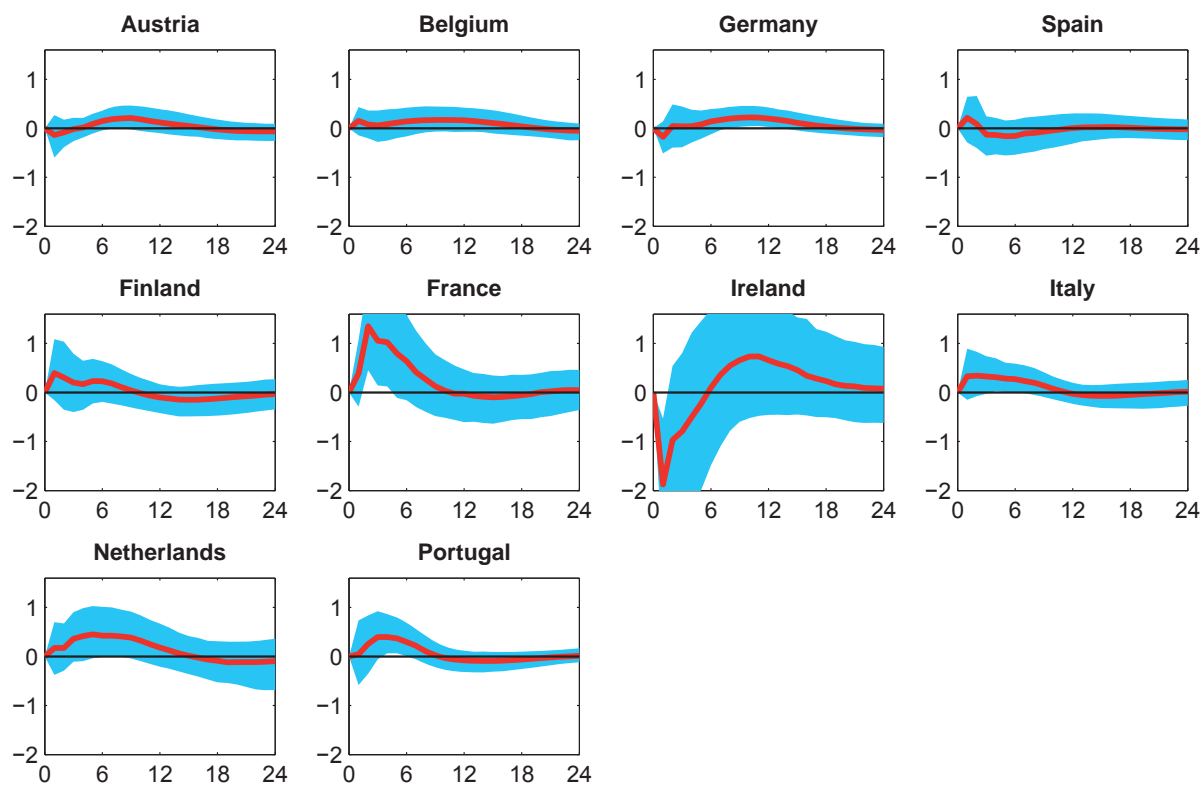 Austria Belgium Germany Spain
1 1 1 1
0 0 0 0
−1 −1 −1 −1
−2 −2 −2 −2
0 6 12 18 24 0 6 12 18 24 0 6 12 18 24 0 6 12 18 24
Finland France Ireland Italy
1 1 1 1
0 0 0 0
−1 −1 −1 −1
−2 −2 −2 −2
0 6 12 18 24 0 6 12 18 24 0 6 12 18 24 0 6 12 18 24
Netherlands Portugal
1 1
0 0
−1 −1
−2 −2
0 6 12 18 24 0 6 12 18 24